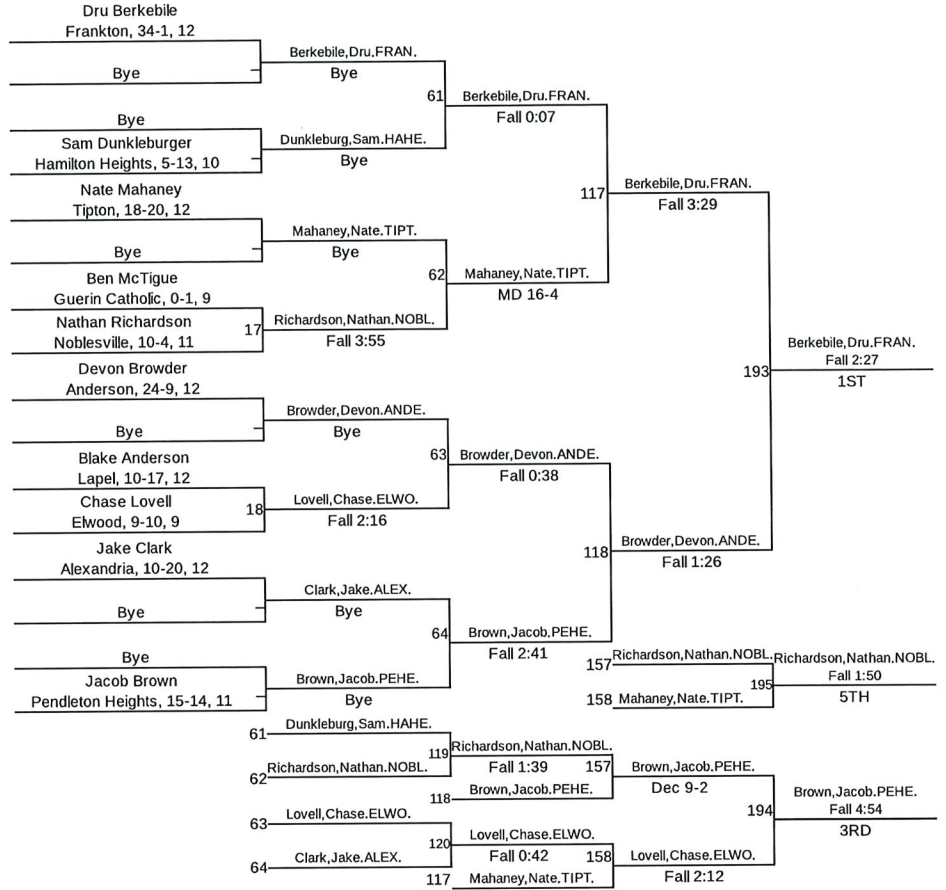 Dru Berkebile
Frankton, 34-1, 12
Bye
Berkebile,Dru.FRAN.
Bye
61
Bye
Sam Dunkleburger
Hamilton Heights, 5-13, 10
Dunkleburg,Sam.HAHE.
Bye
Berkebile,Dru.FRAN.
Fall 0:07
117
Nate Mahaney
Tipton, 18-20, 12
Bye
Mahaney,Nate.TIPT.
Bye
62
Ben McTigue
Guerin Catholic, 0-1, 9
Nathan Richardson
Noblesville, 10-4, 11
17
Richardson,Nathan.NOBL.
Fall 3:55
Mahaney,Nate.TIPT.
MD 16-4
Berkebile,Dru.FRAN.
Fall 3:29
193
Berkebile,Dru.FRAN.
Fall 2:27
1ST
Devon Browder
Anderson, 24-9, 12
Bye
Browder,Devon.ANDE.
Bye
63
Blake Anderson
Lapel, 10-17, 12
Chase Lovell
Elwood, 9-10, 9
18
Lovell,Chase.ELWO.
Fall 2:16
Browder,Devon.ANDE.
Fall 0:38
118
Browder,Devon.ANDE.
Fall 1:26
Jake Clark
Alexandria, 10-20, 12
Bye
Clark,Jake.ALEX.
Bye
64
Bye
Jacob Brown
Pendleton Heights, 15-14, 11
Brown,Jacob.PEHE.
Bye
Brown,Jacob.PEHE.
Fall 2:41
157
Richardson,Nathan.NOBL.
158
Mahaney,Nate.TIPT.
195
Richardson,Nathan.NOBL.
Fall 1:50
5TH
61
Dunkleburg,Sam.HAHE.
62
Richardson,Nathan.NOBL.
119
Richardson,Nathan.NOBL.
Fall 1:39
118
Brown,Jacob.PEHE.
157
Brown,Jacob.PEHE.
Dec 9-2
63
Lovell,Chase.ELWO.
64
Clark,Jake.ALEX.
120
Lovell,Chase.ELWO.
Fall 0:42
117
Mahaney,Nate.TIPT.
158
Lovell,Chase.ELWO.
Fall 2:12
194
Brown,Jacob.PEHE.
Fall 4:54
3RD